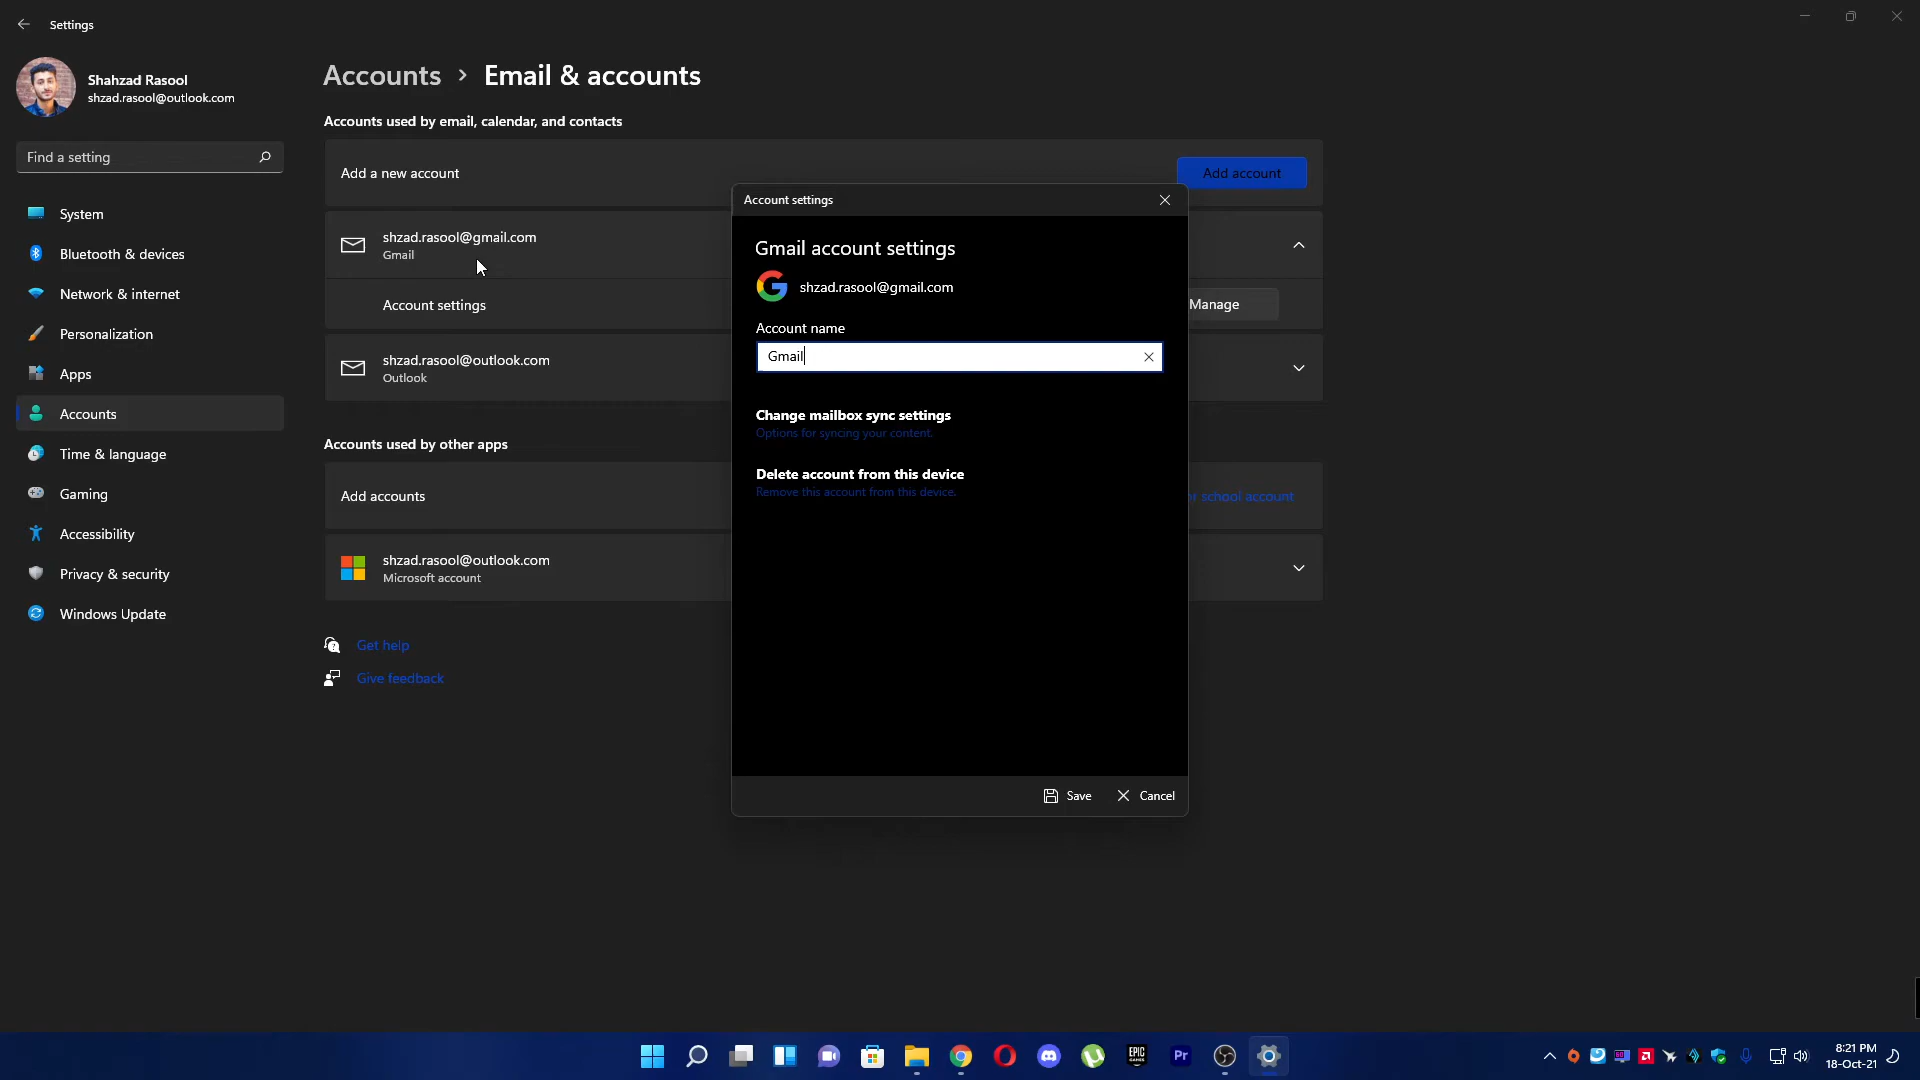 Settings
Shahzad Rasool
shzad.rasool@outlook.com
Find a setting
System
Bluetooth & devices
Network & internet
Personalization
Apps
Accounts
Time & language
Gaming
Accessibility
Privacy & security
Windows Update
Accounts > Email & accounts
Accounts used by email, calendar, and contacts
Add a new account
Add account
shzad.rasool@gmail.com
Gmail
Account settings
Manage
shzad.rasool@outlook.com
Outlook
Accounts used by other apps
Add accounts
or school account
shzad.rasool@outlook.com
Microsoft account
Get help
Give feedback
Account settings
Gmail account settings
shzad.rasool@gmail.com
Account name
Gmail
Change mailbox sync settings
Options for syncing your content.
Delete account from this device
Remove this account from this device.
Save
Cancel
EPIC
GAMES
Pr
8:21 PM
18-Oct-21